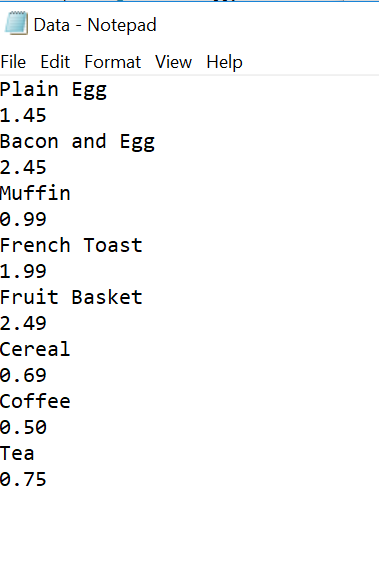 Data - Notepad
File Edit Format View Help
Plain Egg
1.45
Bacon and Egg
2.45
Muffin
0.99
French Toast
1.99
Fruit Basket
2.49
Cereal
0.69
Coffee
0.50
Tea
0.75